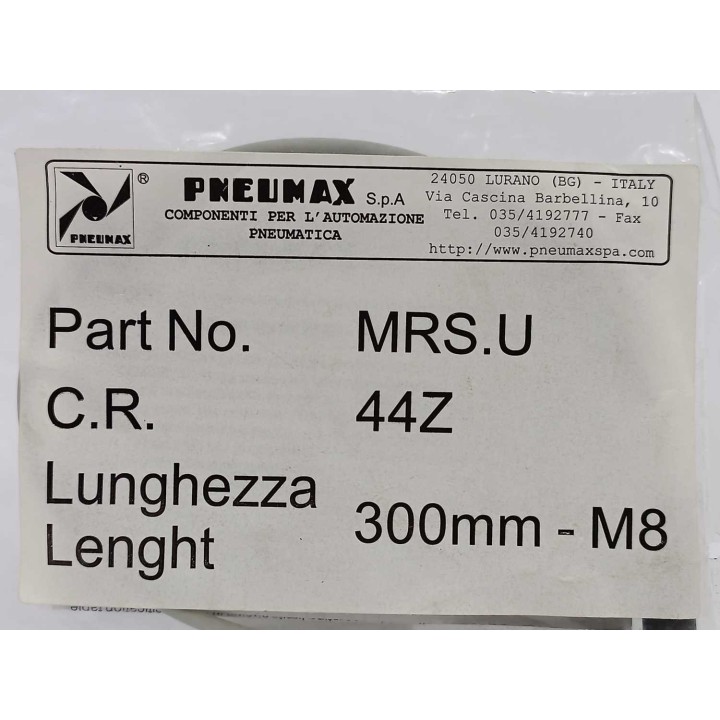 PNEUMAX
®
PNEUMAX S.p.A
COMPONENTI PER L'AUTOMAZIONE
PNEUMATICA
24050 LURANO (BG) - ITALY
Via Cascina Barbellina, 10
Tel. 035/4192777 - Fax
035/4192740
http://www.pneumaxspa.com
Part No. MRS.U
C.R. 44Z
Lunghezza
Lenght 300mm - M8